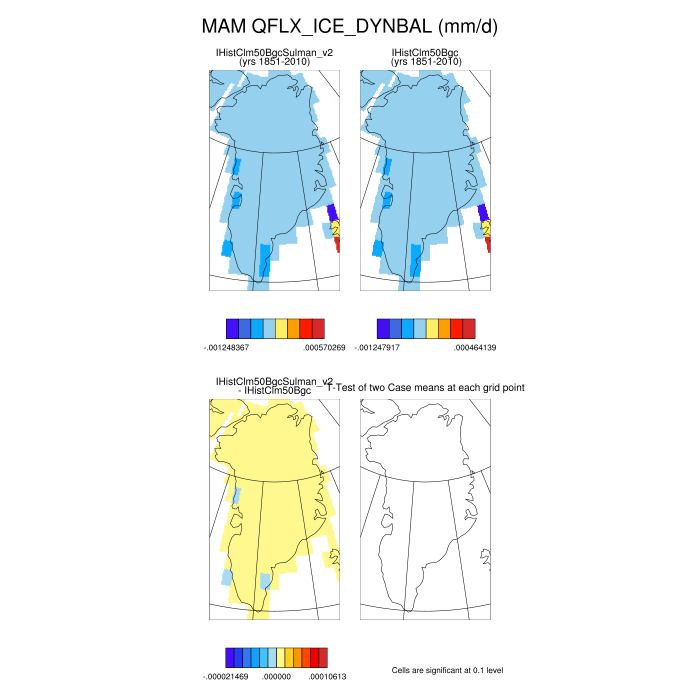 MAM QFLX_ICE_DYNBAL (mm/d)
IHistClm50BgcSulman_v2
(yrs 1851-2010)
IHistClm50Bgc
(yrs 1851-2010)
-.001248367 .000570269
-.001247917 .000464139
IHistClm50BgcSulman_v2
- IHistClm50Bgc
T-Test of two Case means at each grid point
-.000021469 .000000 .00010613
Cells are significant at 0.1 level